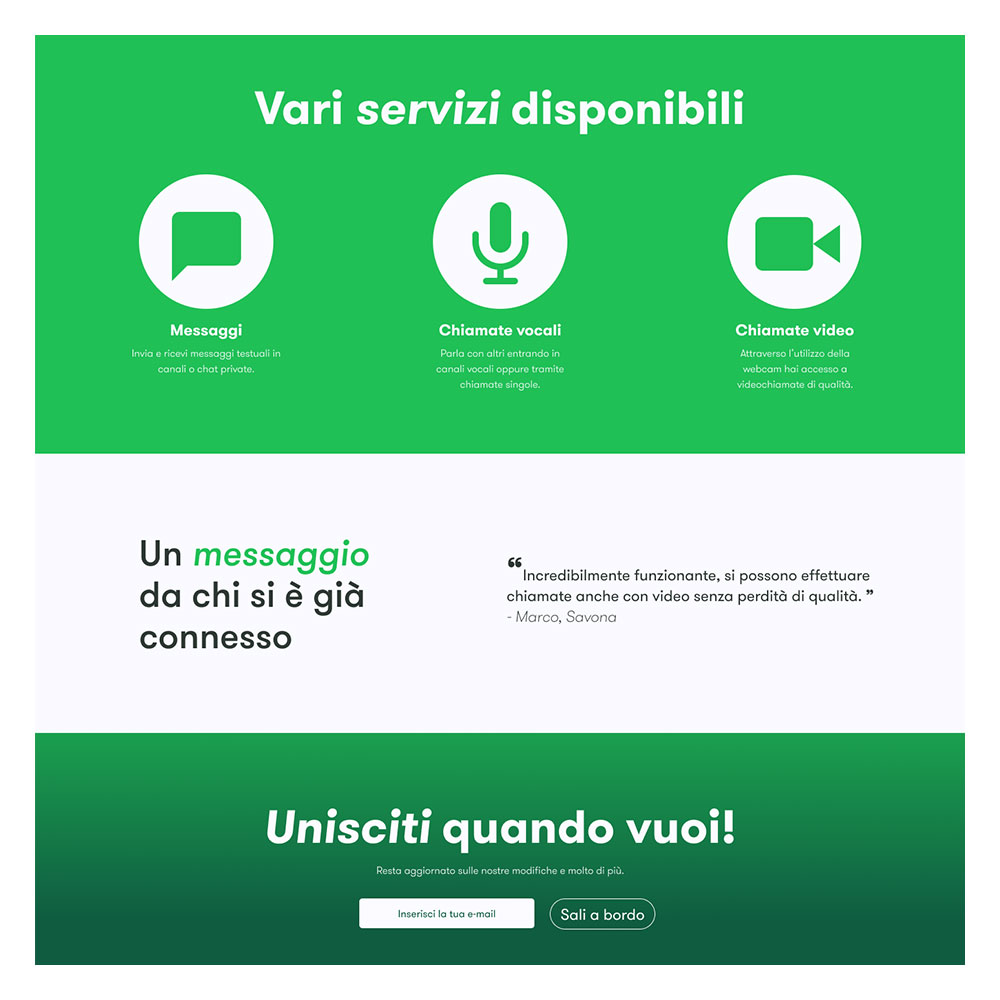 Vari servizi disponibili
Messaggi
Invia e ricevi messaggi testuali in
canali o chat private.
Chiamate vocali
Parla con altri entrando in
canali vocali oppure tramite
chiamate singole.
Chiamate video
Attraverso l'utilizzo della
webcam hai accesso a
videochiamate di qualità.
Un messaggio
da chi si è già
connesso
“Incredibilmente funzionante, si possono effettuare
chiamate anche con video senza perdità di qualità. ”
- Marco, Savona
Unisciti quando vuoi!
Resta aggiornato sulle nostre modifiche e molto di più.
Inserisci la tua e-mail
Sali a bordo